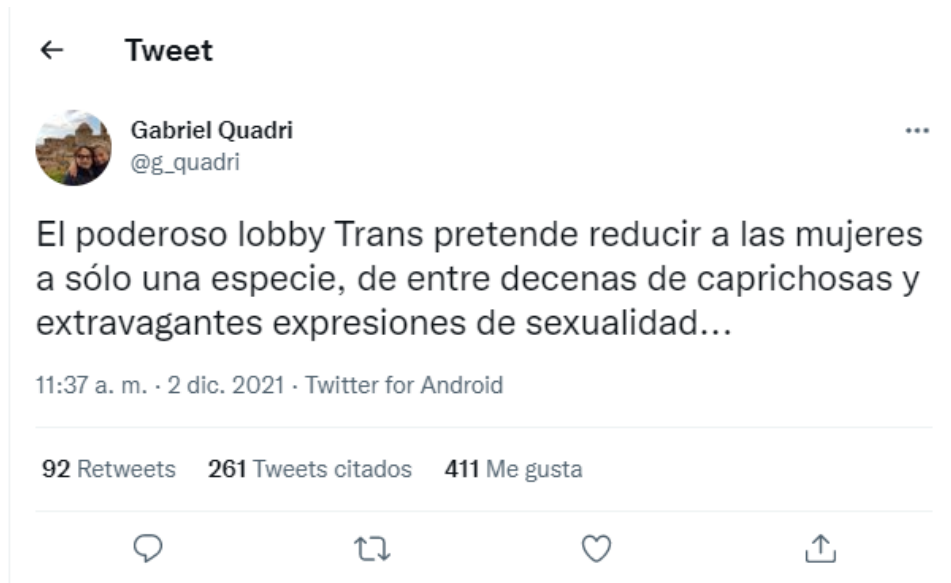 Tweet
Gabriel Quadri
@g_quadri
El poderoso lobby Trans pretende reducir a las mujeres
a sólo una especie, de entre decenas de caprichosas y
extravagantes expresiones de sexualidad...
11:37 a. m. · 2 dic. 2021 · Twitter for Android
92 Retweets 261 Tweets citados 411 Me gusta